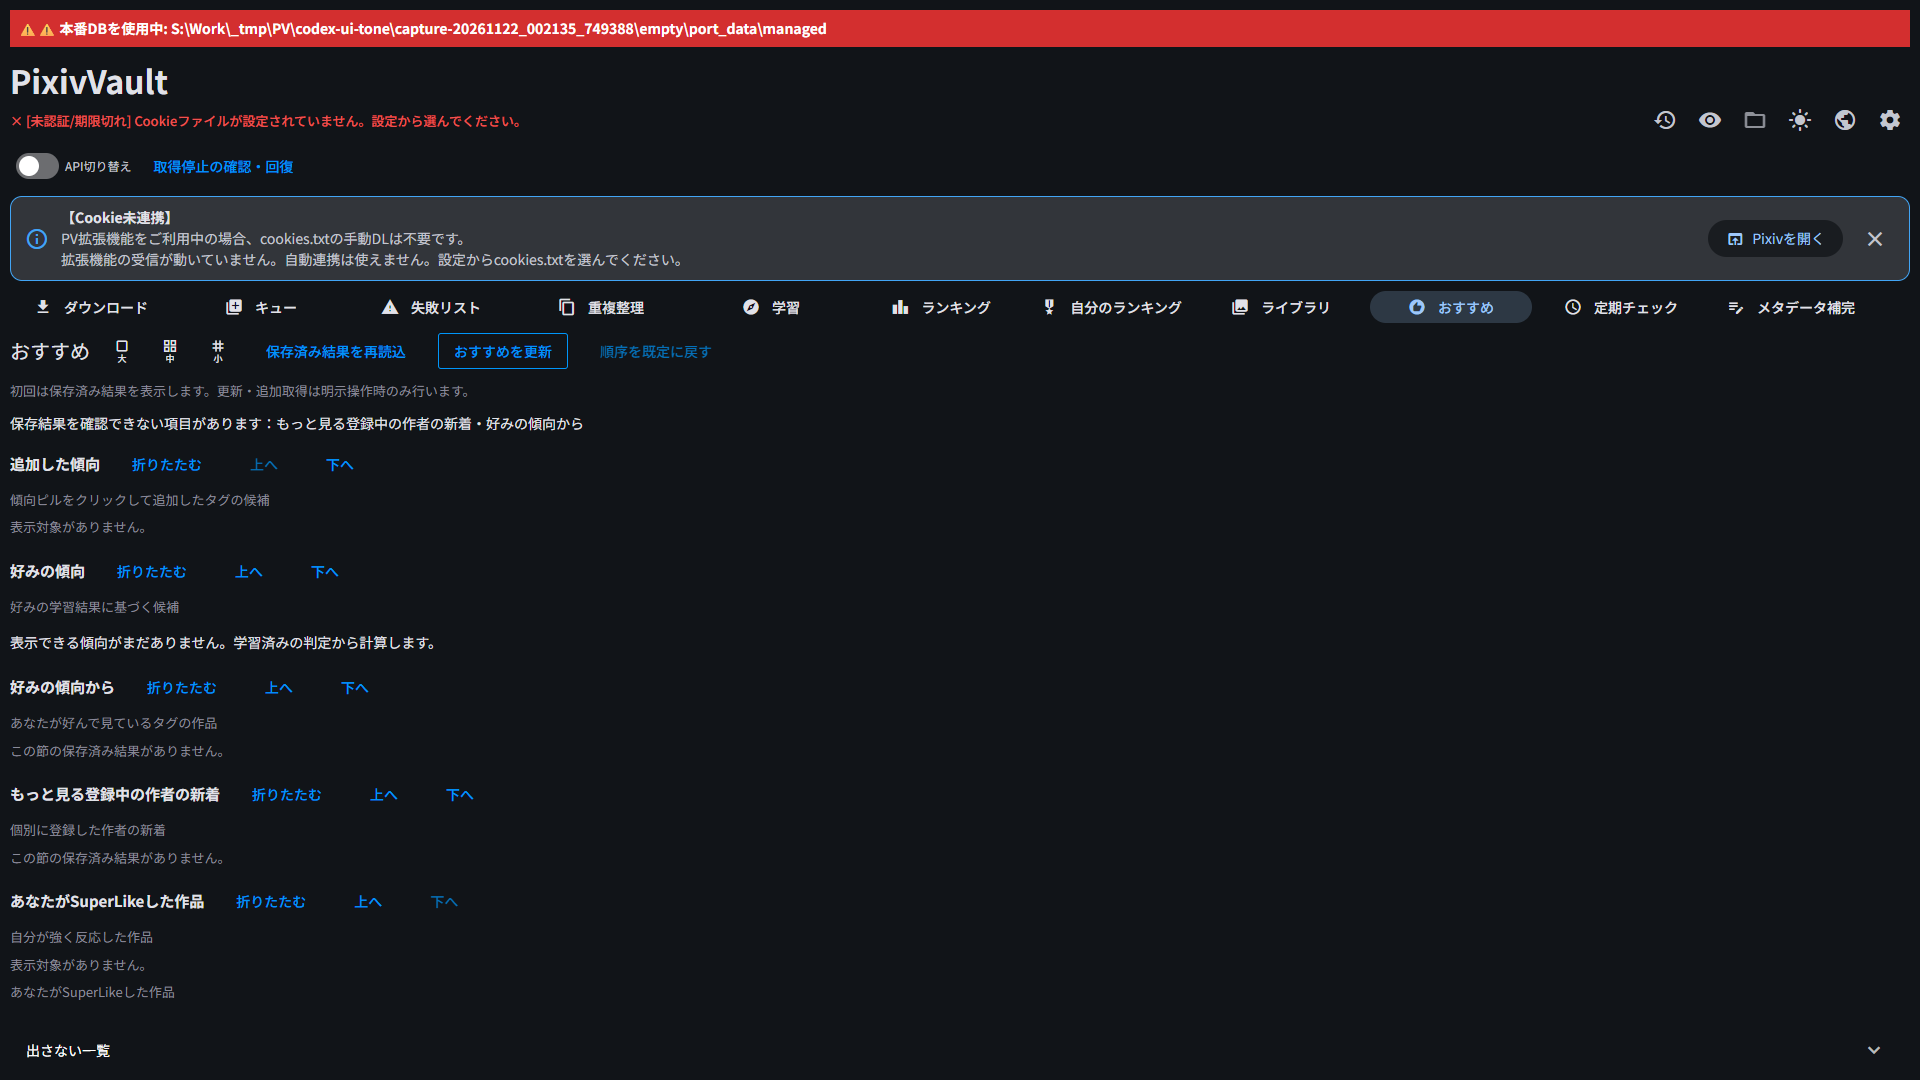 本番DBを使用中: S:\Work\_tmp\PV\codex-ui-tone\capture-20261122_002135_749388\empty\port_data\managed
PixivVault
✕ [未認証/期限切れ] Cookieファイルが設定されていません。設定から選んでください。
API切り替え 取得停止の確認・回復
【Cookie未連携】
PV拡張機能をご利用中の場合、cookies.txtの手動DLは不要です。
拡張機能の受信が動いていません。自動連携は使えません。設定からcookies.txtを選んでください。
Pixivを開く
ダウンロード キュー 失敗リスト 重複整理 学習 ランキング 自分のランキング ライブラリ おすすめ 定期チェック メタデータ補完
おすすめ 大 中 小 保存済み結果を再読込 おすすめを更新 順序を既定に戻す
初回は保存済み結果を表示します。更新・追加取得は明示操作時のみ行います。
保存結果を確認できない項目があります：もっと見る登録中の作者の新着・好みの傾向から
追加した傾向 折りたたむ 上へ 下へ
傾向ピルをクリックして追加したタグの候補
表示対象がありません。
好みの傾向 折りたたむ 上へ 下へ
好みの学習結果に基づく候補
表示できる傾向がまだありません。学習済みの判定から計算します。
好みの傾向から 折りたたむ 上へ 下へ
あなたが好んで見ているタグの作品
この節の保存済み結果がありません。
もっと見る登録中の作者の新着 折りたたむ 上へ 下へ
個別に登録した作者の新着
この節の保存済み結果がありません。
あなたがSuperLikeした作品 折りたたむ 上へ 下へ
自分が強く反応した作品
表示対象がありません。
あなたがSuperLikeした作品
出さない一覧